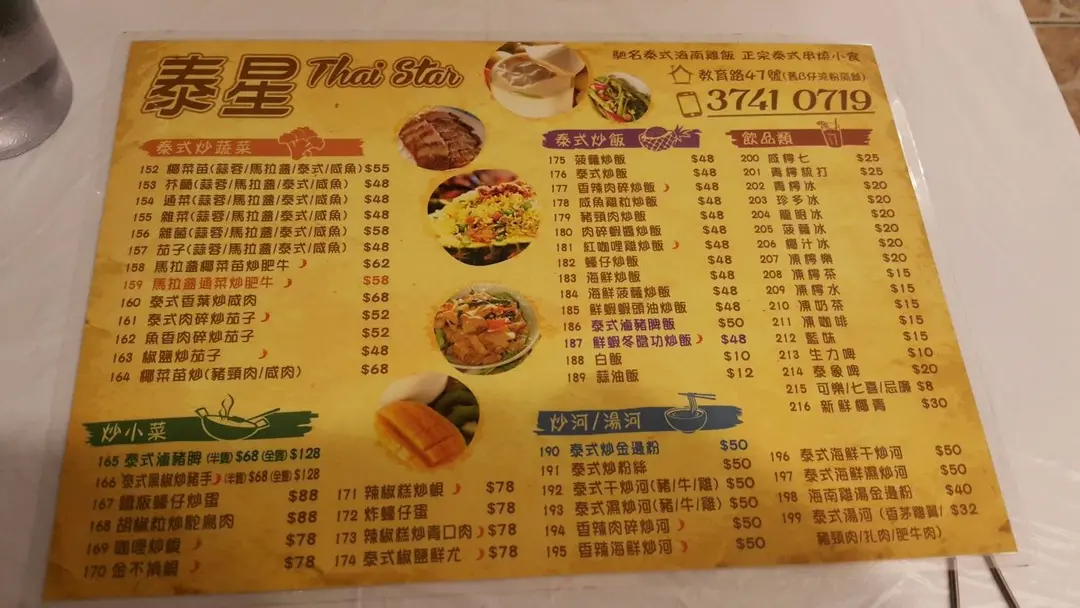 泰星 Thai Star
馳名泰式海南雞飯 正宗泰式串燒小食
教育路47號
3741 0719
泰式炒蔬菜
152 椰菜苗(蒜蓉/馬拉盞/泰式/咸魚) $55
153 芥蘭(蒜蓉/馬拉盞/泰式/咸魚) $48
154 通菜(蒜蓉/馬拉盞/泰式/咸魚) $48
155 雜菜(蒜蓉/馬拉盞/泰式/咸魚) $48
156 雜菌(蒜蓉/馬拉盞/泰式/咸魚) $58
157 茄子(蒜蓉/馬拉盞/泰式/咸魚) $48
158 馬拉盞椰菜苗炒肥牛 $62
159 馬拉盞通菜炒肥牛 $58
160 泰式香葉炒咸肉 $68
161 泰式肉碎炒茄子 $52
162 魚香肉碎炒茄子 $52
163 椒鹽炒茄子 $48
164 椰菜苗炒(豬頸肉/咸肉) $68
炒小菜
165 泰式滷豬脾 (半隻) $68 (全隻) $128
166 泰式黑椒炒豬手 (半隻) $68 (全隻) $128
167 鐵板蠔仔炒蛋 $88
168 胡椒粒炒鴕鳥肉 $88
169 咖喱炒蜆 $78
170 金不換蜆 $78
171 辣椒糕炒蜆 $78
172 炸蠔仔蛋 $78
173 辣椒糕炒青口肉 $78
174 泰式椒鹽鮮尤 $78
泰式炒飯
175 菠蘿炒飯 $48
176 泰式炒飯 $48
177 香辣肉碎炒飯 $48
178 咸魚雞粒炒飯 $48
179 豬頸肉炒飯 $48
180 肉碎蝦醬炒飯 $48
181 紅咖喱雞炒飯 $48
182 蠔仔炒飯 $48
183 海鮮炒飯 $48
184 海鮮菠蘿炒飯 $48
185 鮮蝦蝦頭油炒飯 $48
186 泰式滷豬脾飯 $50
187 鮮蝦冬陰功炒飯 $48
188 白飯 $10
189 蒜油飯 $12
飲品類
200 咸檸七 $25
201 青檸梳打 $25
202 青檸冰 $20
203 珍多冰 $20
204 龍眼冰 $20
205 菠蘿冰 $20
206 椰汁冰 $20
207 凍檸樂 $20
208 凍檸茶 $15
209 凍檸水 $15
210 凍奶茶 $15
211 凍咖啡 $15
212 藍妹 $15
213 生力啤 $10
214 泰象啤 $20
215 可樂/七喜/忌廉 $8
216 新鮮椰青 $30
炒河/湯河
190 泰式炒金邊粉 $50
191 泰式炒粉絲 $50
192 泰式干炒河(豬/牛/雞) $50
193 泰式濕炒河(豬/牛/雞) $50
194 香辣肉碎炒河 $50
195 香辣海鮮炒河 $50
196 泰式海鮮干炒河 $50
197 泰式海鮮濕炒河 $50
198 海南雞湯金邊粉 $40
199 泰式湯河 (香茅雞翼/ $32
豬頸肉/扎肉/肥牛肉)